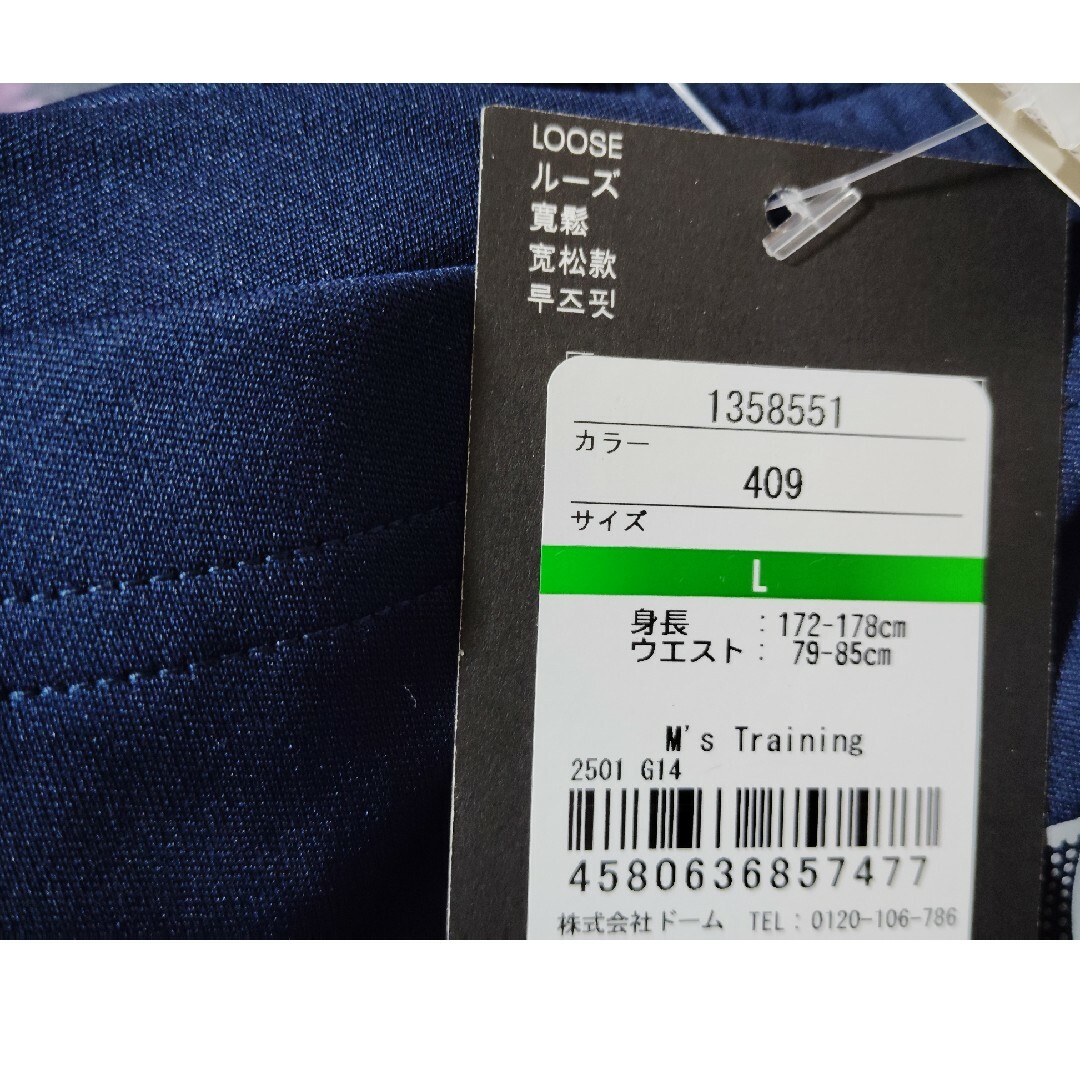 LOOSE
ルーズ
寬鬆
宽松款
루즈핏
1358551
カラー
409
サイズ
L
身長 : 172-178cm
ウエスト : 79-85cm
M's Training
2501 G14
4580636857477
株式会社ドーム TEL : 0120-106-786